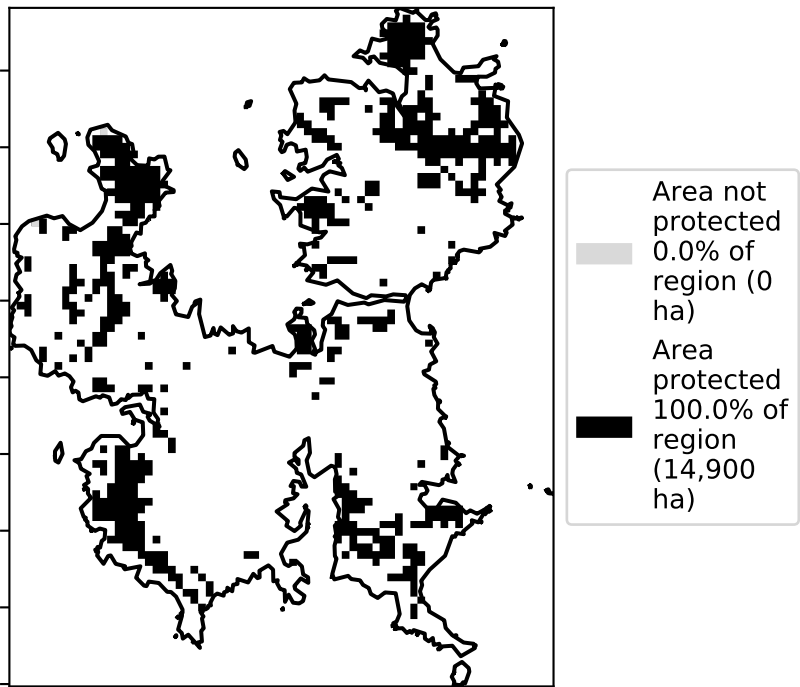 Area not
protected
0.0% of
region (0
ha)
Area
protected
100.0% of
region
(14,900
ha)